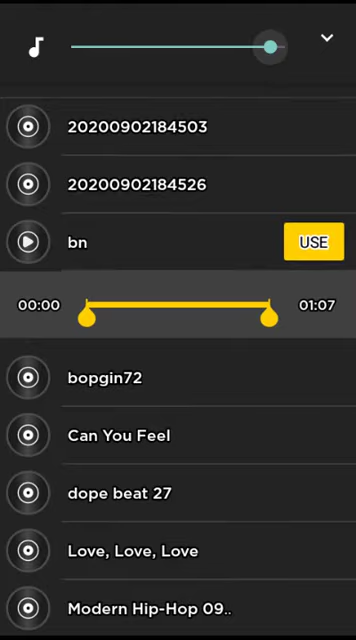 20200902184503
20200902184526
bn
USE
00:00
01:07
bopgin72
Can You Feel
dope beat 27
Love, Love, Love
Modern Hip-Hop 09..